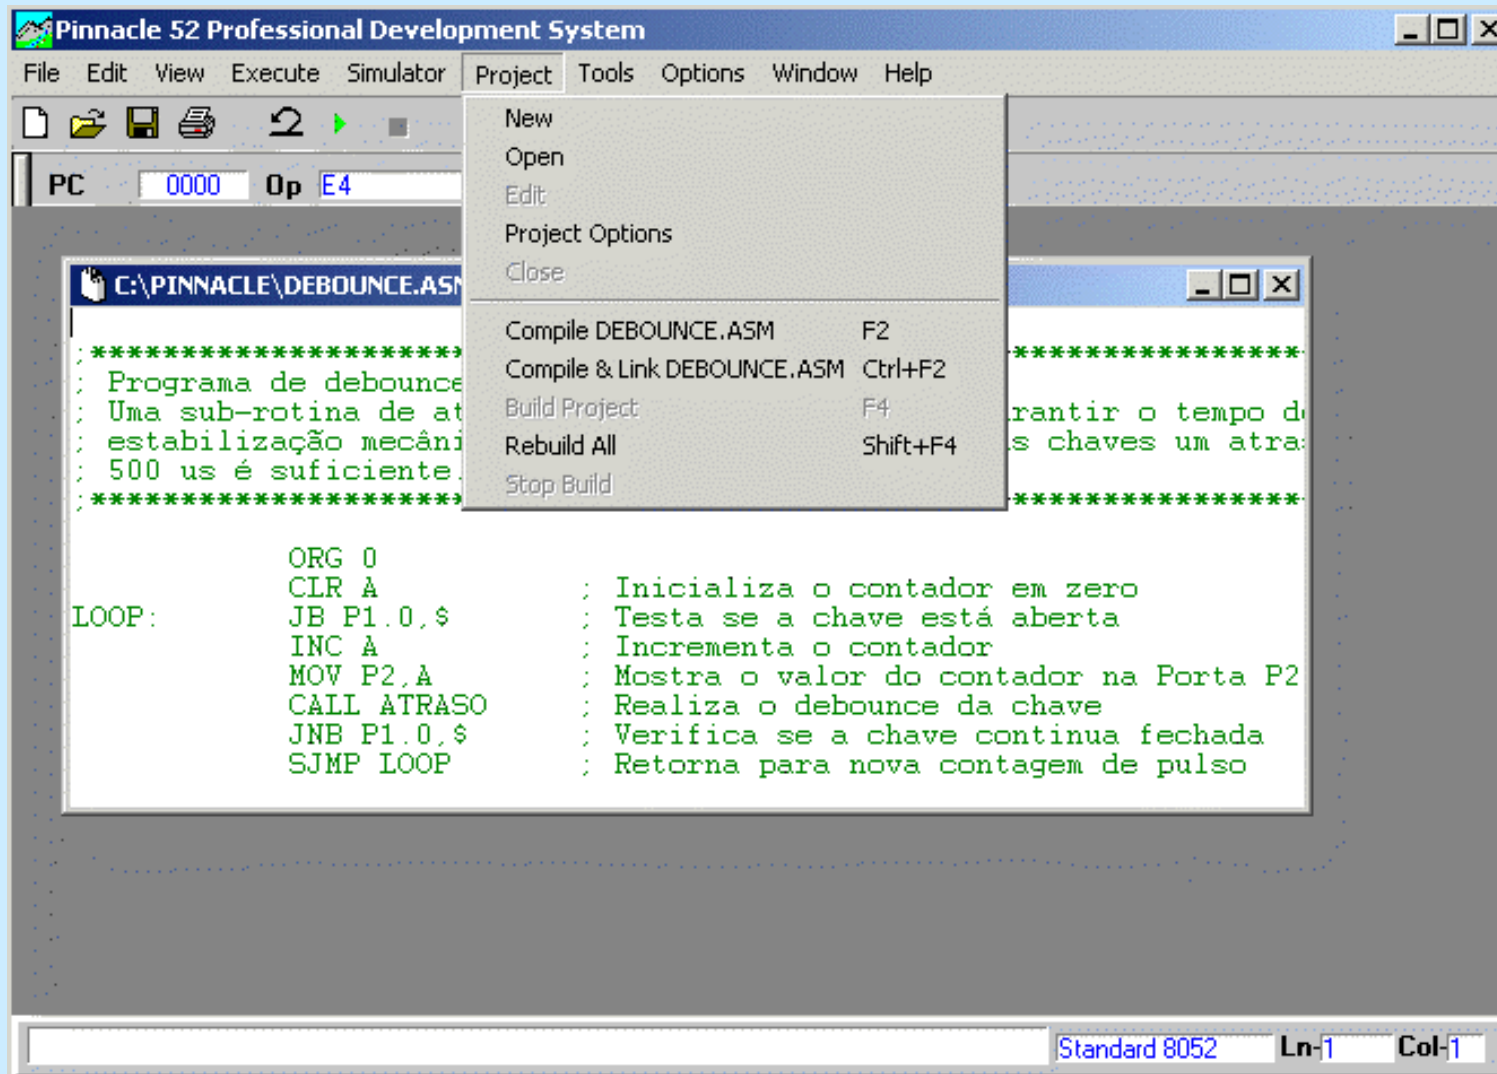 Pinnacle 52 Professional Development System
File Edit View Execute Simulator Project Tools Options Window Help
New
Open
PC 0000 Op E4
Edit
Project Options
Close
C:\PINNACLE\DEBOUNCE.ASM
Compile DEBOUNCE.ASM F2
Compile & Link DEBOUNCE.ASM Ctrl+F2
Build Project F4
Rebuild All Shift+F4
Stop Build
;**********************
; Programa de debounce
; Uma sub-rotina de at rantir o tempo de
; estabilização mecâni s chaves um atra
; 500 us é suficiente.
;**********************
ORG 0
CLR A ; Inicializa o contador em zero
LOOP: JB P1.0,$ ; Testa se a chave está aberta
INC A ; Incrementa o contador
MOV P2,A ; Mostra o valor do contador na Porta P2
CALL ATRASO ; Realiza o debounce da chave
JNB P1.0,$ ; Verifica se a chave continua fechada
SJMP LOOP ; Retorna para nova contagem de pulso
Standard 8052 Ln-1 Col-1